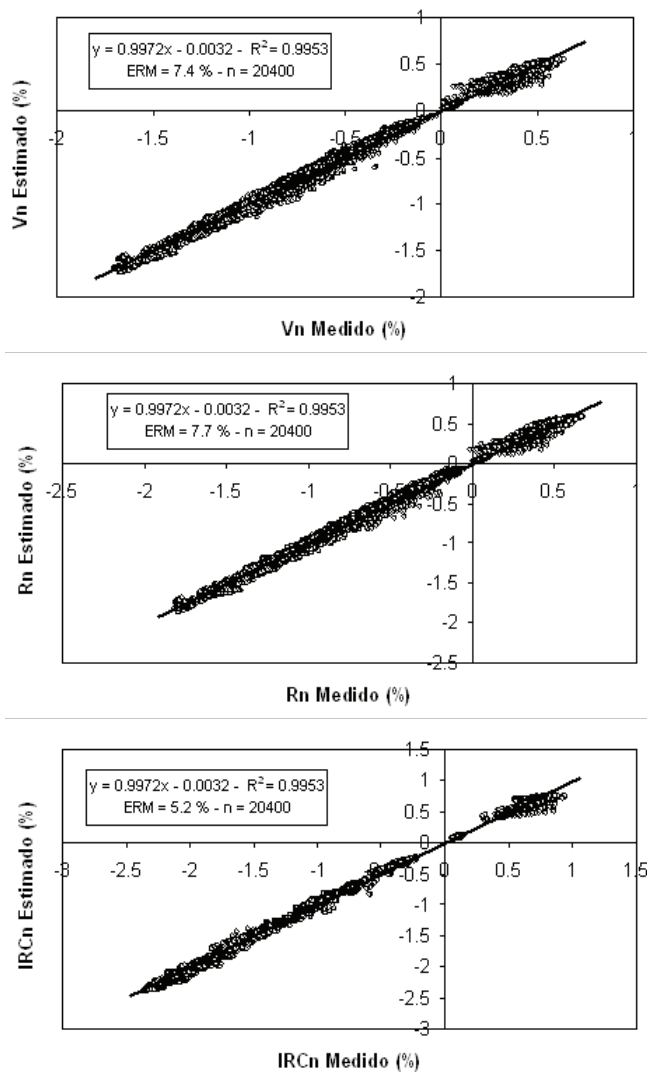 y = 0.9972x - 0.0032 - R² = 0.9953
ERM = 7.4 % - n = 20400
1
0.5
0
-0.5
-1
-1.5
-2
-2 -1.5 -1 -0.5 0 0.5 1
Vn Estimado (%)
Vn Medido (%)
y = 0.9972x - 0.0032 - R² = 0.9953
ERM = 7.7 % - n = 20400
1
0.5
0
-0.5
-1
-1.5
-2
-2.5
-2.5 -2 -1.5 -1 -0.5 0 0.5 1
Rn Estimado (%)
Rn Medido (%)
y = 0.9972x - 0.0032 - R² = 0.9953
ERM = 5.2 % - n = 20400
1.5
1
0.5
0
-0.5
-1
-1.5
-2
-2.5
-3
-3 -2.5 -2 -1.5 -1 -0.5 0 0.5 1 1.5
IRCn Estimado (%)
IRCn Medido (%)